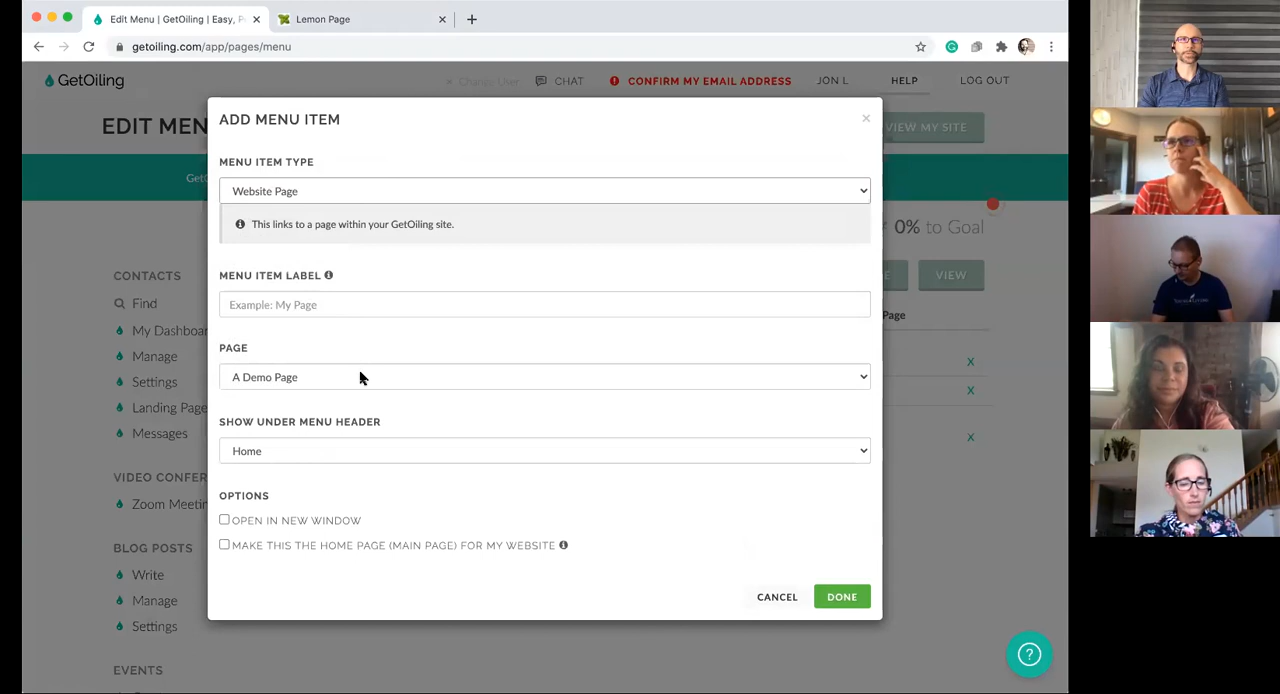 Edit Menu | GetOiling | Easy, P
Lemon Page
getoiling.com/app/pages/menu
GetOiling
Change User
CHAT
CONFIRM MY EMAIL ADDRESS
JON L
HELP
LOG OUT
EDIT MEN
VIEW MY SITE
GetO
0% to Goal
E
VIEW
Page
CONTACTS
Find
My Dashboa
Manage
Settings
Landing Page
Messages
VIDEO CONFER
Zoom Meetin
BLOG POSTS
Write
Manage
Settings
EVENTS
X
X
X
ADD MENU ITEM
×
MENU ITEM TYPE
Website Page
This links to a page within your GetOiling site.
MENU ITEM LABEL
Example: My Page
PAGE
A Demo Page
SHOW UNDER MENU HEADER
Home
OPTIONS
OPEN IN NEW WINDOW
MAKE THIS THE HOME PAGE (MAIN PAGE) FOR MY WEBSITE
CANCEL
DONE
?